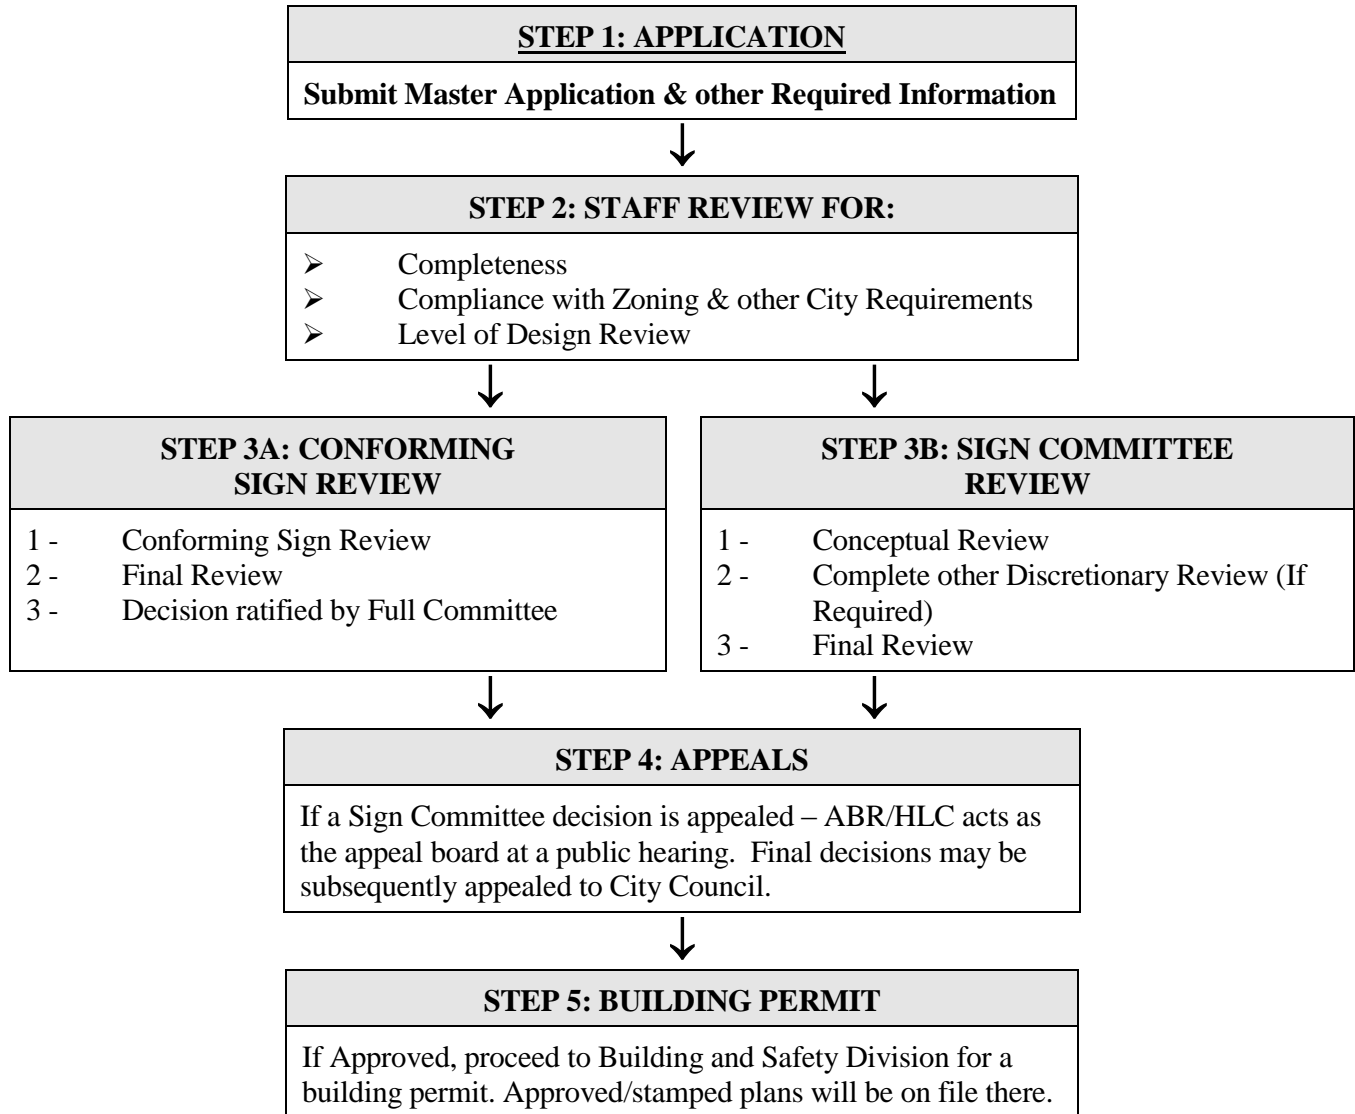 STEP 1: APPLICATION
Submit Master Application & other Required Information
STEP 2: STAFF REVIEW FOR:
➢ Completeness
➢ Compliance with Zoning & other City Requirements
➢ Level of Design Review
STEP 3A: CONFORMING
SIGN REVIEW
1 - Conforming Sign Review
2 - Final Review
3 - Decision ratified by Full Committee
STEP 3B: SIGN COMMITTEE
REVIEW
1 - Conceptual Review
2 - Complete other Discretionary Review (If
Required)
3 - Final Review
STEP 4: APPEALS
If a Sign Committee decision is appealed – ABR/HLC acts as
the appeal board at a public hearing.  Final decisions may be
subsequently appealed to City Council.
STEP 5: BUILDING PERMIT
If Approved, proceed to Building and Safety Division for a
building permit. Approved/stamped plans will be on file there.